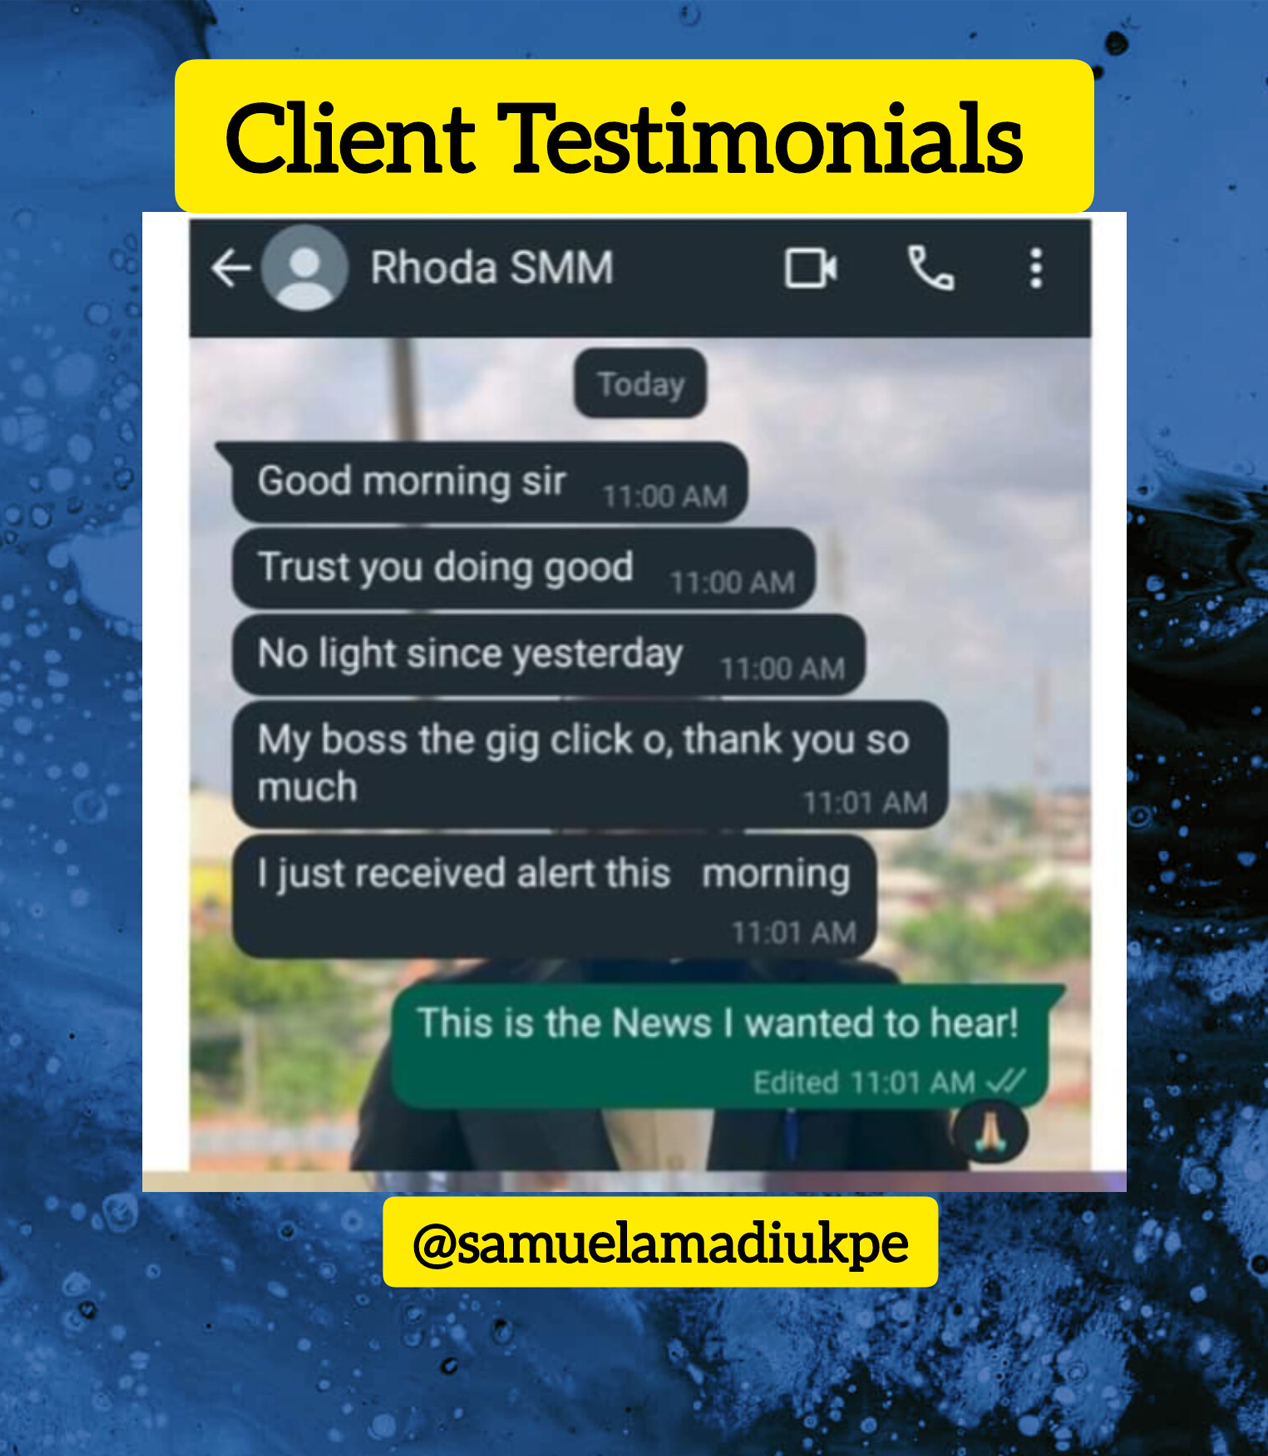 Client Testimonials
Rhoda SMM
Today
Good morning sir 11:00 AM
Trust you doing good 11:00 AM
No light since yesterday 11:00 AM
My boss the gig click o, thank you so
much 11:01 AM
I just received alert this morning
11:01 AM
This is the News I wanted to hear!
Edited 11:01 AM
@samuelamadiukpe